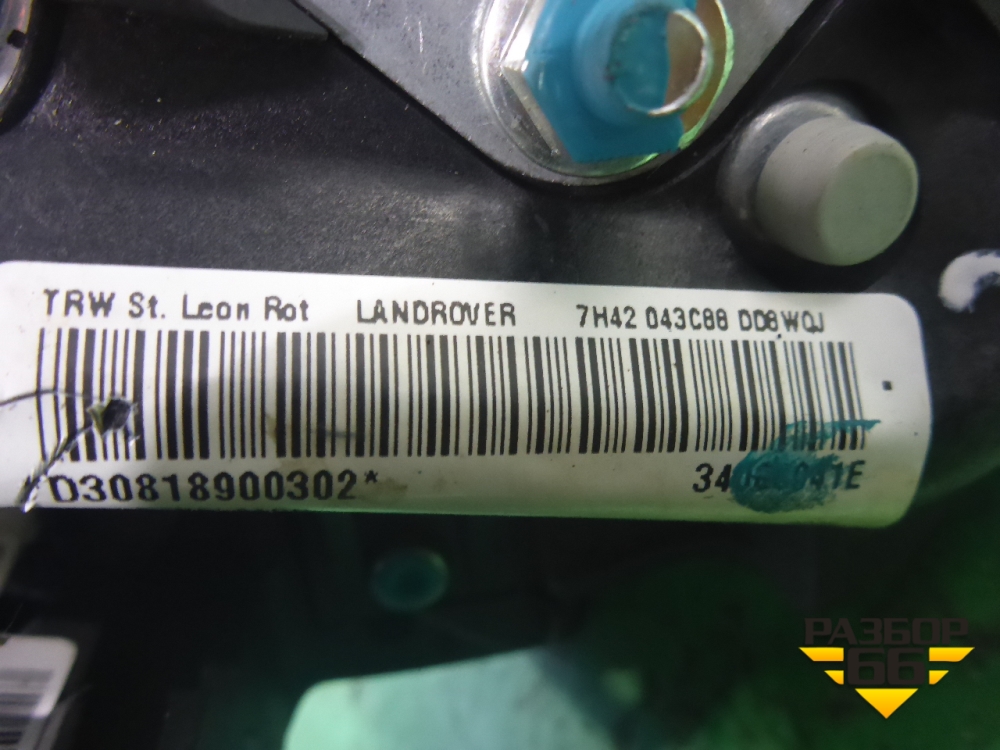 TRW St. Leon Rot LANDROVER 7H42 043C88 DD8WQJ
*D30818900302*
РАЗБОР
66